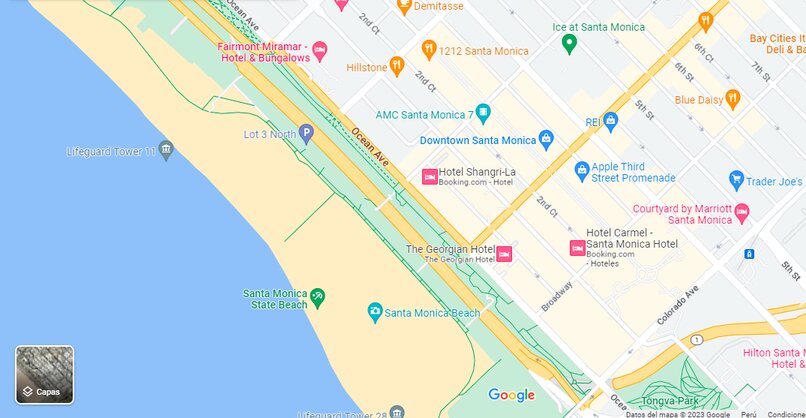 Demitasse
2nd Ct
6th Ct
Ice at Santa Monica
Bay Cities It
Deli & Ba
Fairmont Miramar -
Hotel & Bungalows
1212 Santa Monica
7th St
Hillstone
2nd Ct
6th St
5th St
Blue Daisy
AMC Santa Monica 7
REI
Lot 3 North
Ocean Ave
Downtown Santa Monica
Lifeguard Tower 11
Hotel Shangri-La
Booking.com - Hotel
Apple Third
Street Promenade
Trader Joe's
2nd Ct
Courtyard by Marriott
Santa Monica
Hotel Carmel -
Santa Monica Hotel
Booking.com
- Hoteles
The Georgian Hotel
The Georgian Hotel
5th St
Broadway
Colorado Ave
Santa Monica
State Beach
Santa Monica Beach
1
Hilton Santa M
Hotel &
Capas
Google
Tongva Park
Lifeguard Tower 28
Datos del mapa © 2023 Google
Perú
Condicione